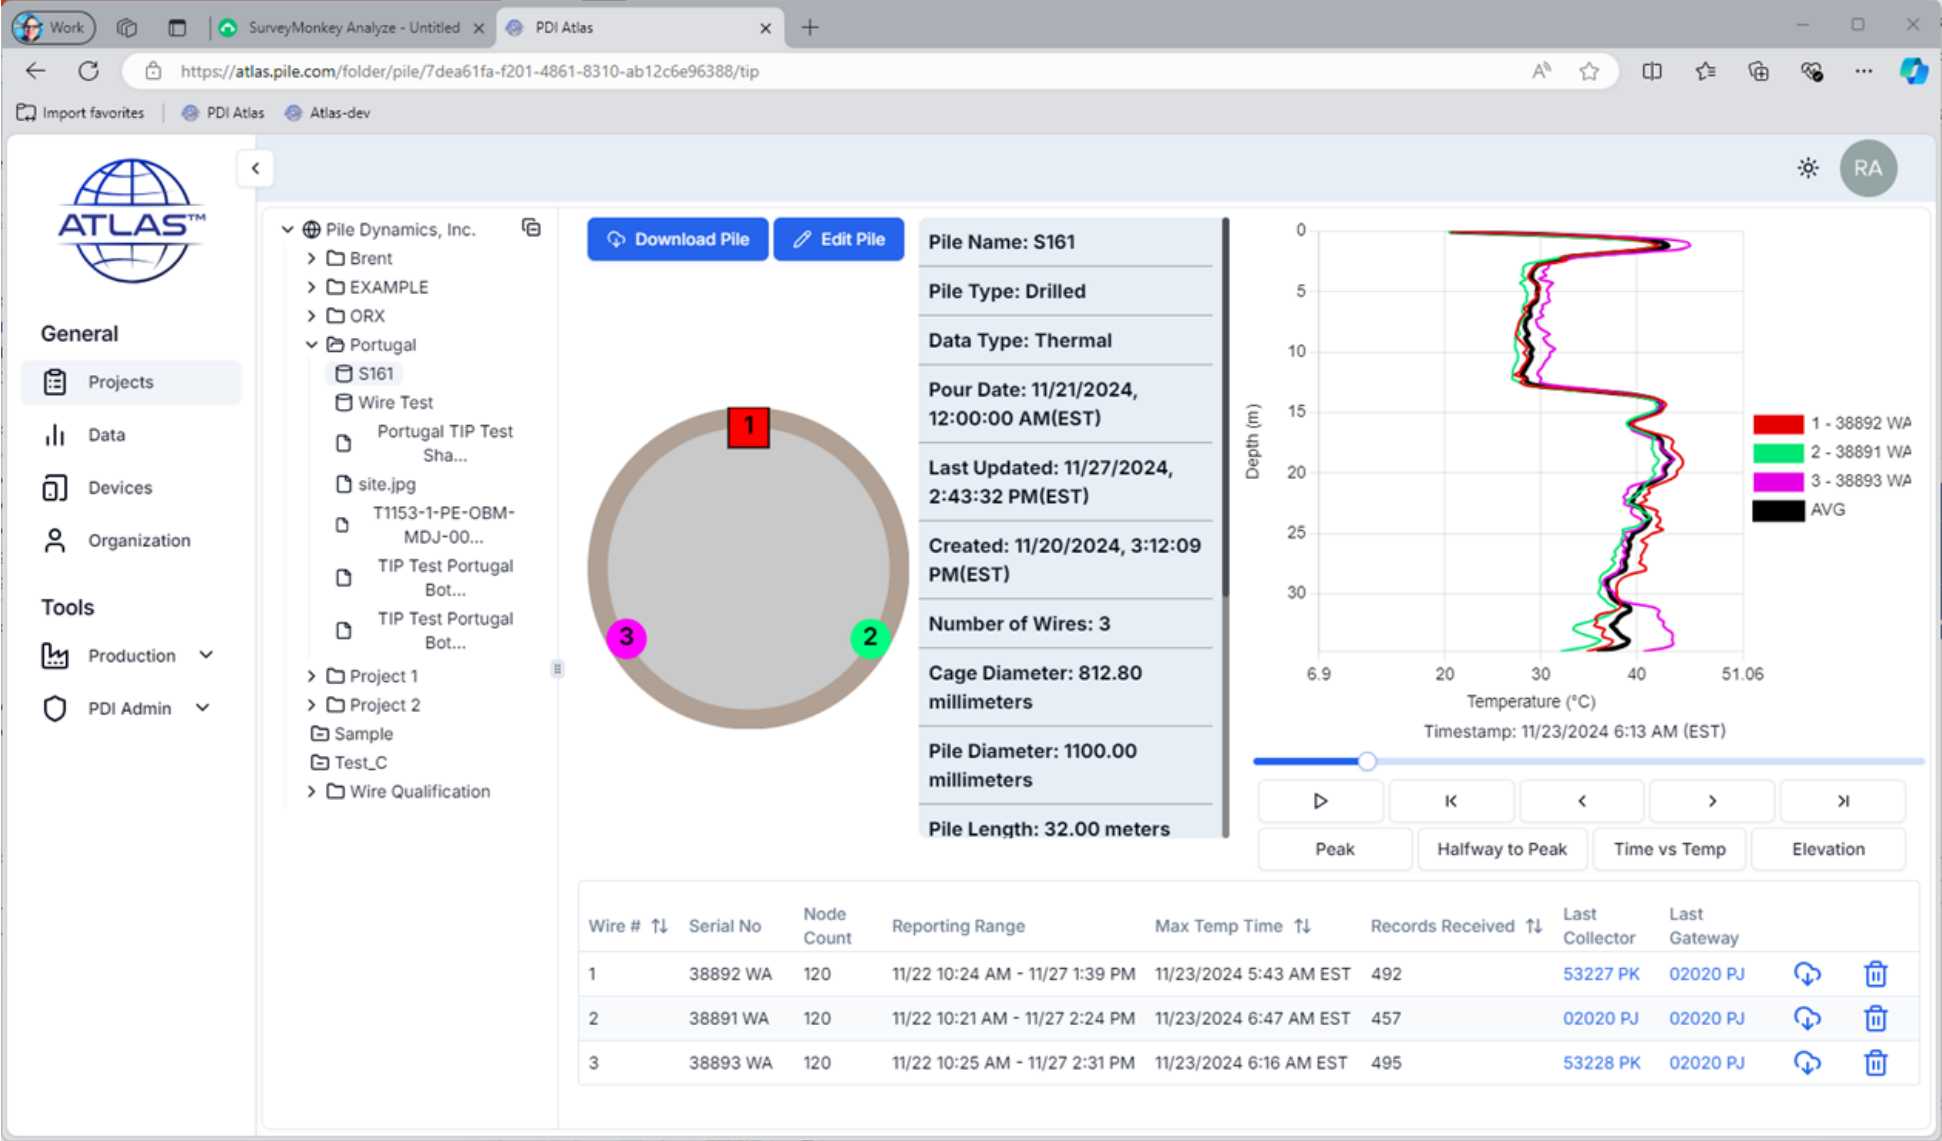 Work
SurveyMonkey Analyze - Untitled
PDI Atlas
https://atlas.pile.com/folder/pile/7dea61fa-f201-4861-8310-ab12c6e96388/tip
Import favorites
PDI Atlas
Atlas-dev
ATLAS™
RA
General
Projects
Data
Devices
Organization
Tools
Production
PDI Admin
Pile Dynamics, Inc.
Brent
EXAMPLE
ORX
Portugal
S161
Wire Test
Portugal TIP Test
Sha...
site.jpg
T1153-1-PE-OBM-
MDJ-00...
TIP Test Portugal
Bot...
TIP Test Portugal
Bot...
Project 1
Project 2
Sample
Test_C
Wire Qualification
Download Pile
Edit Pile
1
3
2
Pile Name: S161
Pile Type: Drilled
Data Type: Thermal
Pour Date: 11/21/2024,
12:00:00 AM(EST)
Last Updated: 11/27/2024,
2:43:32 PM(EST)
Created: 11/20/2024, 3:12:09
PM(EST)
Number of Wires: 3
Cage Diameter: 812.80
millimeters
Pile Diameter: 1100.00
millimeters
Pile Length: 32.00 meters
0
5
10
15
20
25
30
Depth (m)
6.9 20 30 40 51.06
Temperature (°C)
1 - 38892 WA
2 - 38891 WA
3 - 38893 WA
AVG
Timestamp: 11/23/2024 6:13 AM (EST)
Peak
Halfway to Peak
Time vs Temp
Elevation
Wire # Serial No Node Count Reporting Range Max Temp Time Records Received Last Collector Last Gateway
1 38892 WA 120 11/22 10:24 AM - 11/27 1:39 PM 11/23/2024 5:43 AM EST 492 53227 PK 02020 PJ
2 38891 WA 120 11/22 10:21 AM - 11/27 2:24 PM 11/23/2024 6:47 AM EST 457 02020 PJ 02020 PJ
3 38893 WA 120 11/22 10:25 AM - 11/27 2:31 PM 11/23/2024 6:16 AM EST 495 53228 PK 02020 PJ